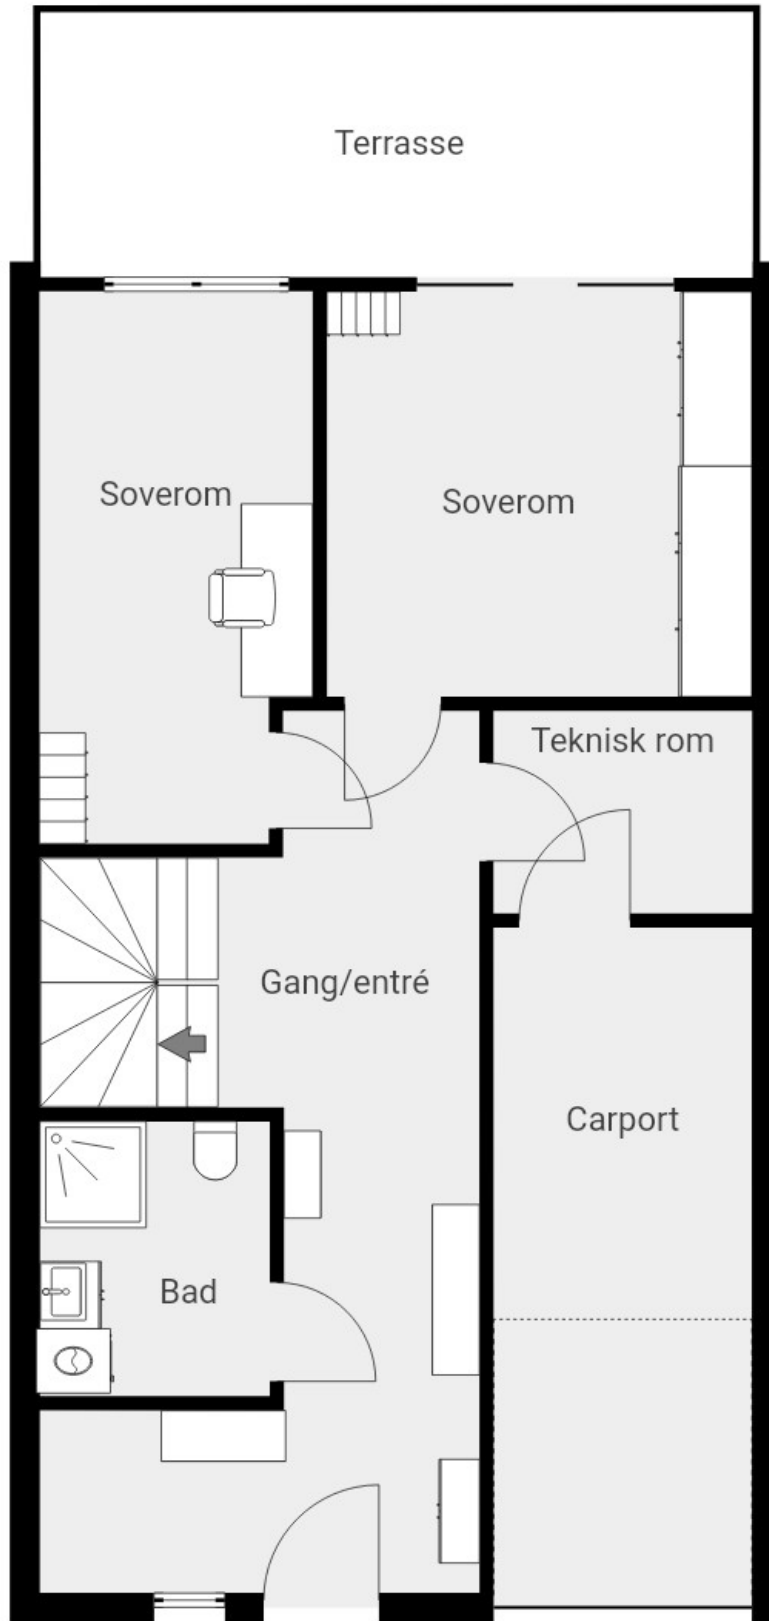 Terrasse
Soverom
Soverom
Teknisk rom
Gang/entré
Carport
Bad